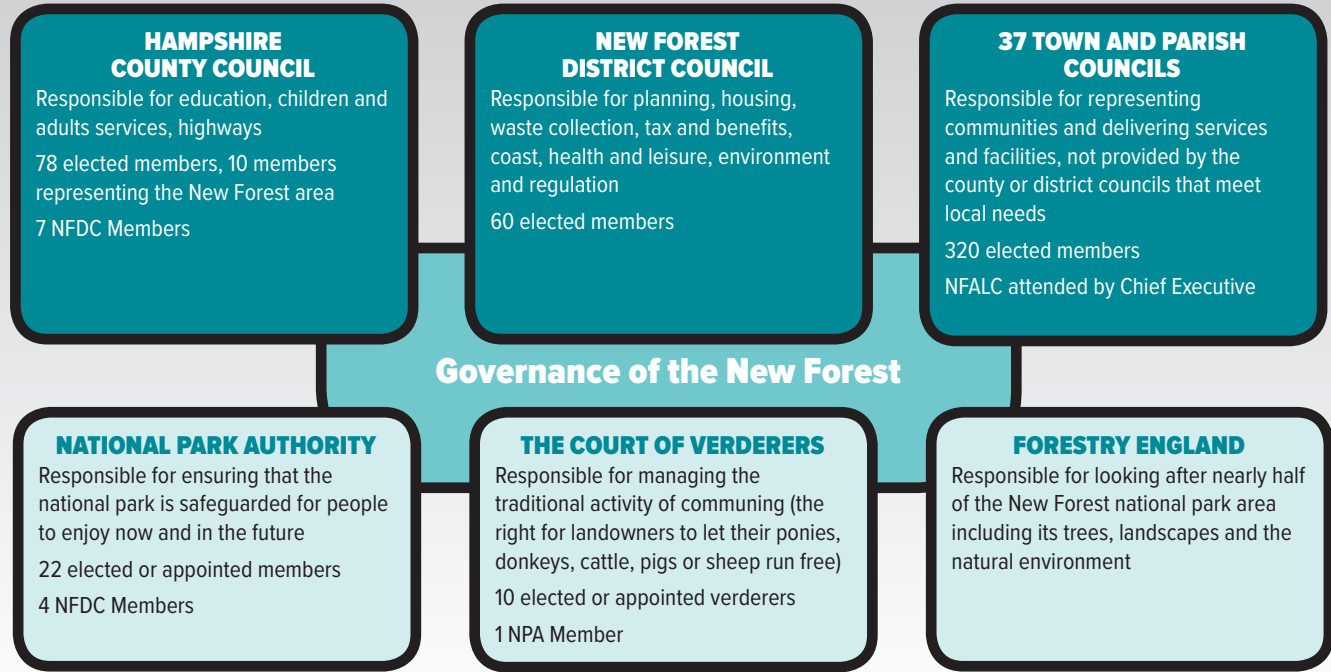 HAMPSHIRE
COUNTY COUNCIL
Responsible for education, children and
adults services, highways
78 elected members, 10 members
representing the New Forest area
7 NFDC Members
NEW FOREST
DISTRICT COUNCIL
Responsible for planning, housing,
waste collection, tax and benefits,
coast, health and leisure, environment
and regulation
60 elected members
37 TOWN AND PARISH
COUNCILS
Responsible for representing
communities and delivering services
and facilities, not provided by the
county or district councils that meet
local needs
320 elected members
NFALC attended by Chief Executive
Governance of the New Forest
NATIONAL PARK AUTHORITY
Responsible for ensuring that the
national park is safeguarded for people
to enjoy now and in the future
22 elected or appointed members
4 NFDC Members
THE COURT OF VERDERERS
Responsible for managing the
traditional activity of communing (the
right for landowners to let their ponies,
donkeys, cattle, pigs or sheep run free)
10 elected or appointed verderers
1 NPA Member
FORESTRY ENGLAND
Responsible for looking after nearly half
of the New Forest national park area
including its trees, landscapes and the
natural environment